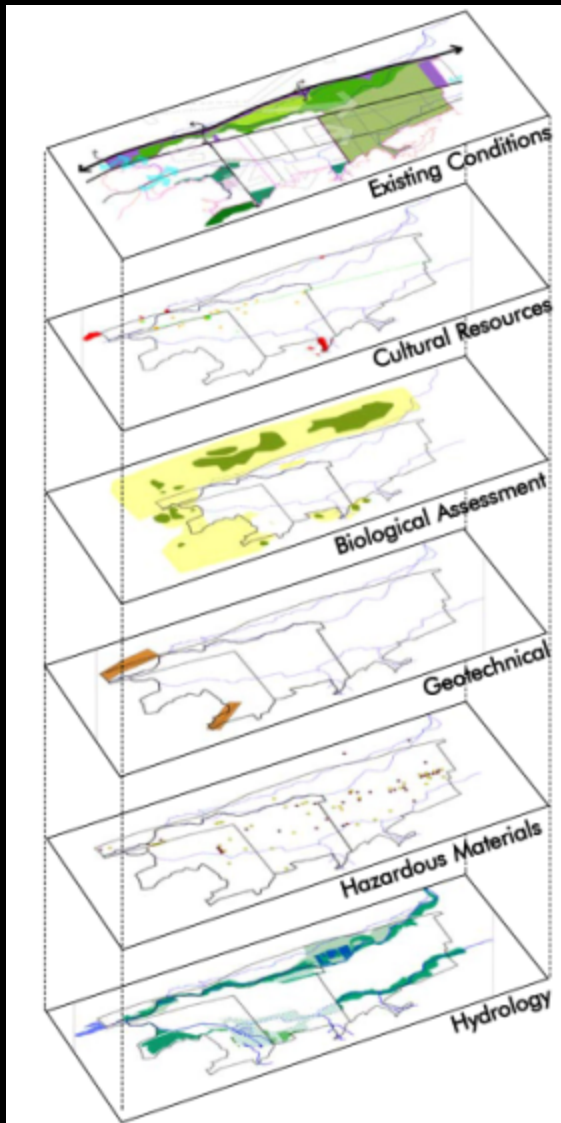 Existing Conditions
Cultural Resources
Biological Assessment
Geotechnical
Hazardous Materials
Hydrology